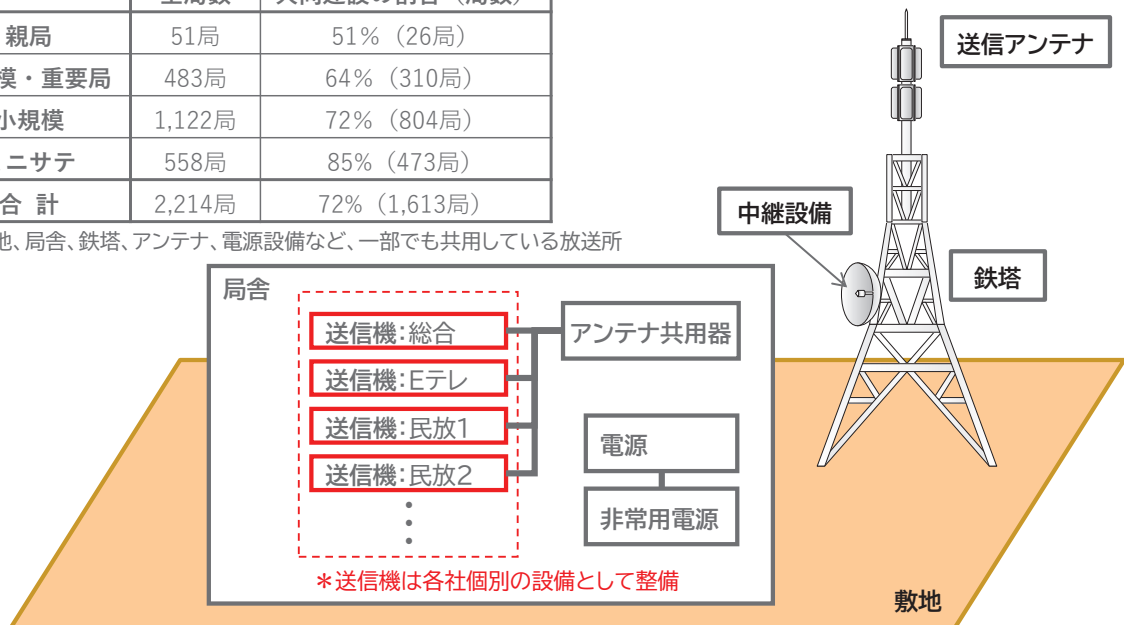 親局 51局 51%（26局）
模・重要局 483局 64%（310局）
小規模 1,122局 72%（804局）
ニサテ 558局 85%（473局）
合 計 2,214局 72%（1,613局）
局舎、鉄塔、アンテナ、電源設備など、一部でも共用している放送所
送信アンテナ
中継設備
鉄塔
局舎
送信機：総合
アンテナ共用器
送信機：Eテレ
送信機：民放1
電源
送信機：民放2
非常用電源
＊送信機は各社個別の設備として整備
敷地